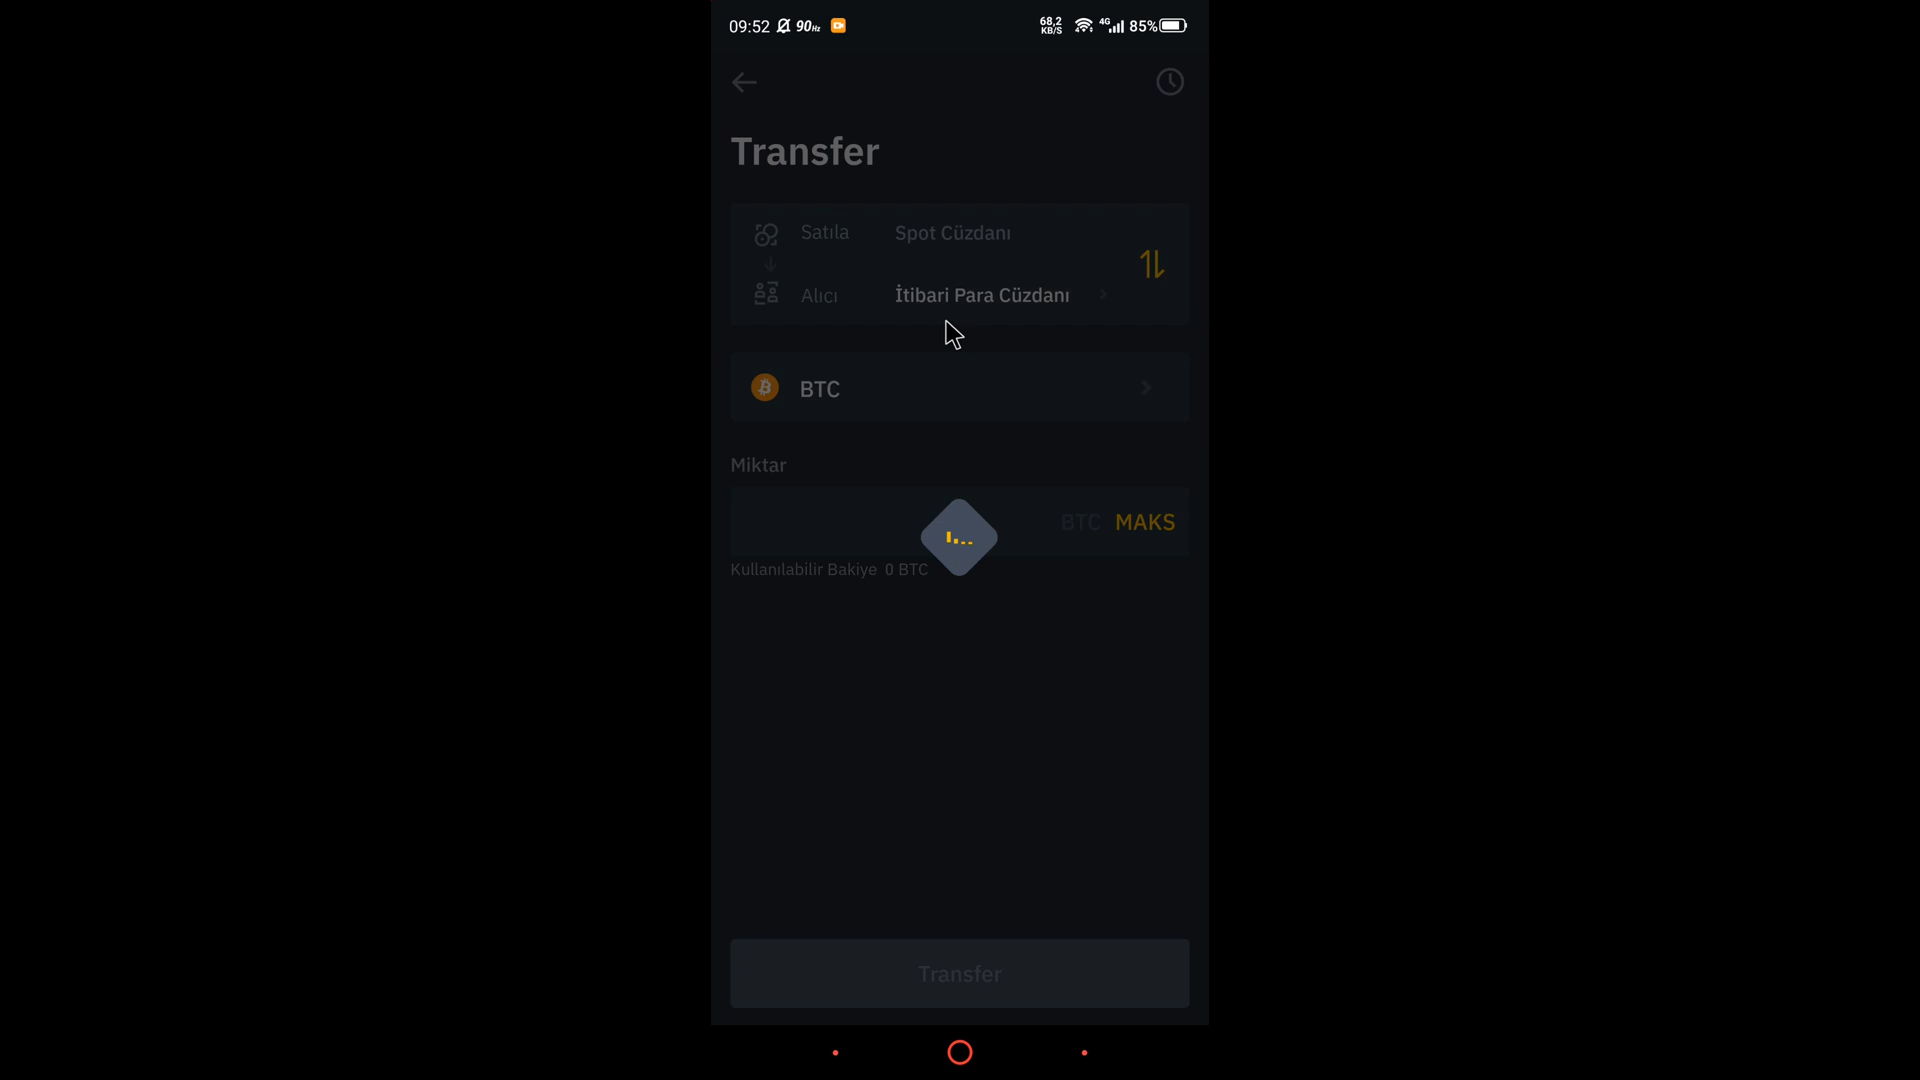 09:52 90Hz 68,2 KB/S 4G 85%
Transfer
Satıla Spot Cüzdanı
Alıcı İtibari Para Cüzdanı
BTC
Miktar
BTC MAKS
Kullanılabilir Bakiye 0 BTC
Transfer